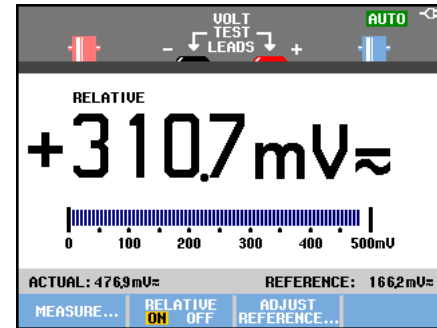 VOLT
AUTO
TEST
- LEADS +
RELATIVE
+310.7mV≂
0 100 200 300 400 500mV
ACTUAL: 476.9mV≂ REFERENCE: 166.2mV≂
MEASURE... RELATIVE ADJUST
ON OFF REFERENCE...